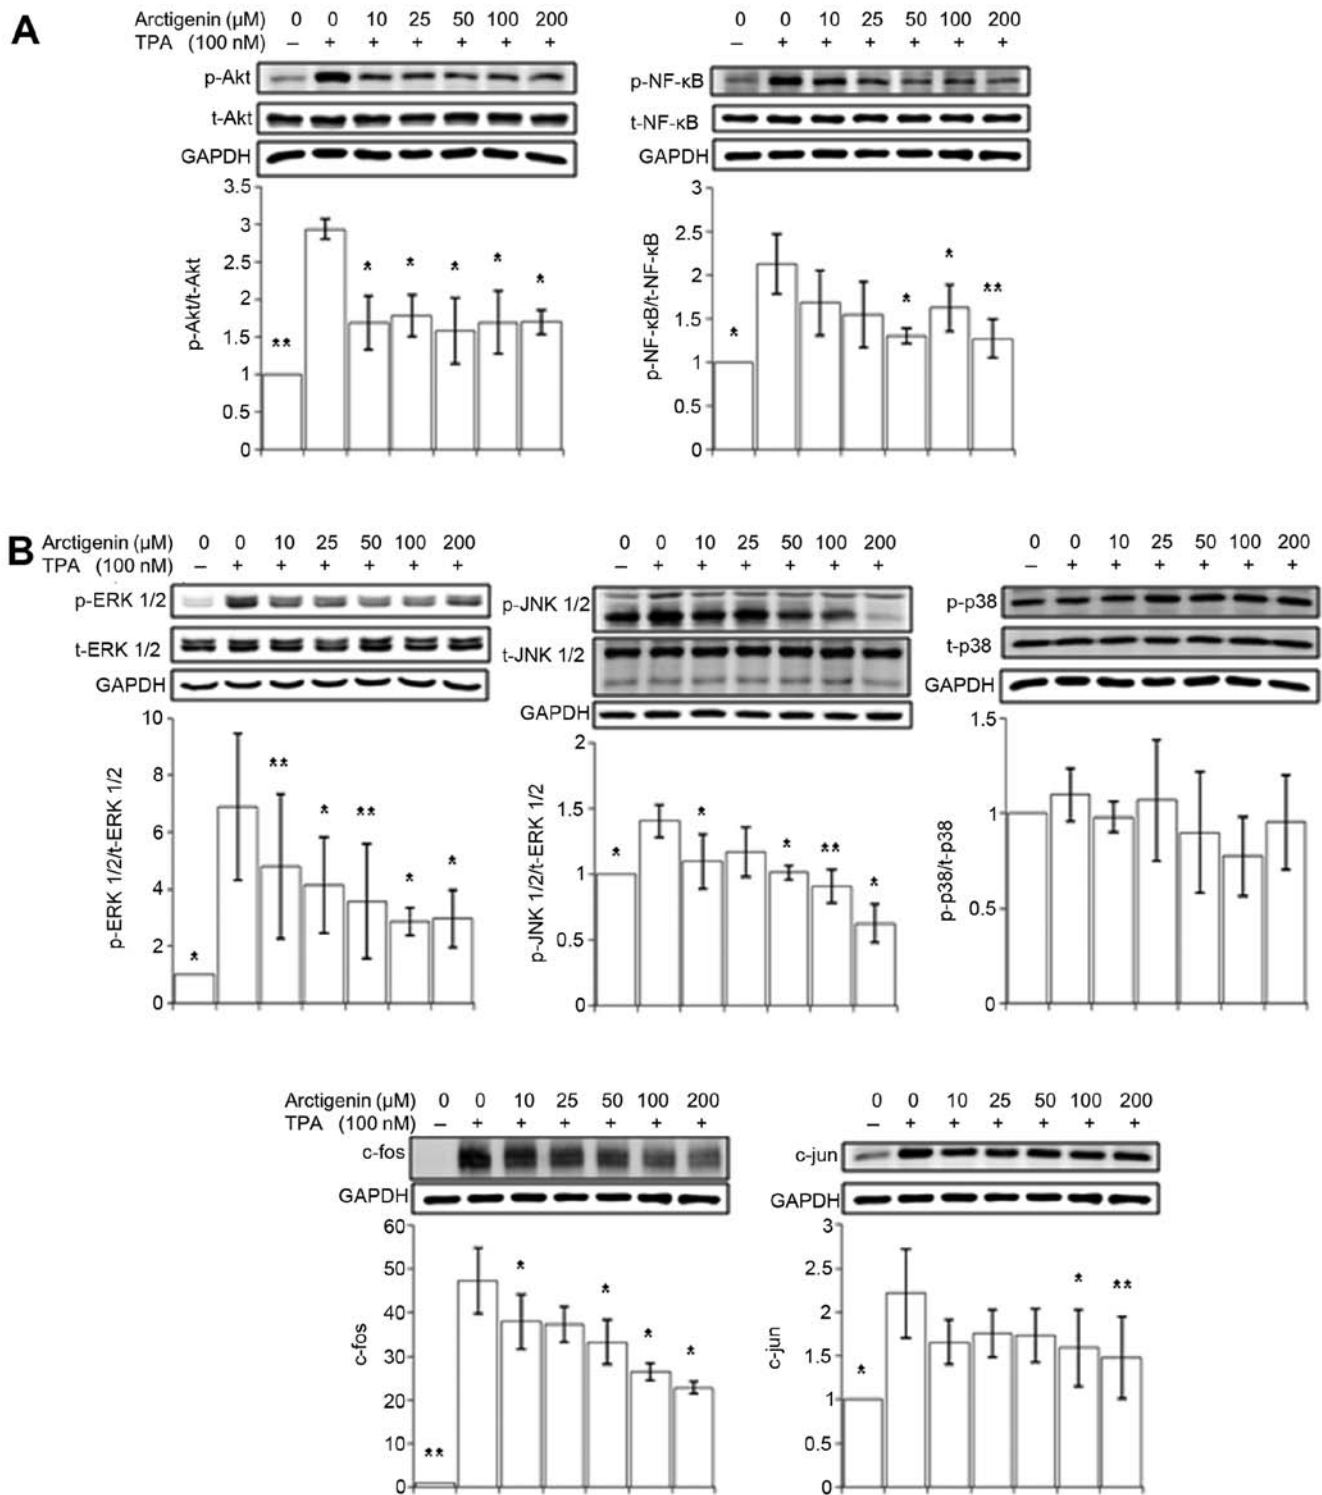 A
Arctigenin (μM) 0 0 10 25 50 100 200
TPA (100 nM) – + + + + + +
p-Akt
t-Akt
GAPDH
3.5
3
2.5
2
1.5
1
0.5
0
p-Akt/t-Akt
** * * * * *
0 0 10 25 50 100 200
– + + + + + +
p-NF-κB
t-NF-κB
GAPDH
3
2.5
2
1.5
1
0.5
0
p-NF-κB/t-NF-κB
* * * **
B
Arctigenin (μM) 0 0 10 25 50 100 200
TPA (100 nM) – + + + + + +
p-ERK 1/2
t-ERK 1/2
GAPDH
10
8
6
4
2
0
p-ERK 1/2/t-ERK 1/2
* ** * ** * *
0 0 10 25 50 100 200
– + + + + + +
p-JNK 1/2
t-JNK 1/2
GAPDH
2
1.5
1
0.5
0
p-JNK 1/2/t-ERK 1/2
* * * ** *
0 0 10 25 50 100 200
– + + + + + +
p-p38
t-p38
GAPDH
1.5
1
0.5
0
p-p38/t-p38
Arctigenin (μM) 0 0 10 25 50 100 200
TPA (100 nM) – + + + + + +
c-fos
GAPDH
60
50
40
30
20
10
0
c-fos
** * * * *
0 0 10 25 50 100 200
– + + + + + +
c-jun
GAPDH
3
2.5
2
1.5
1
0.5
0
c-jun
* * **